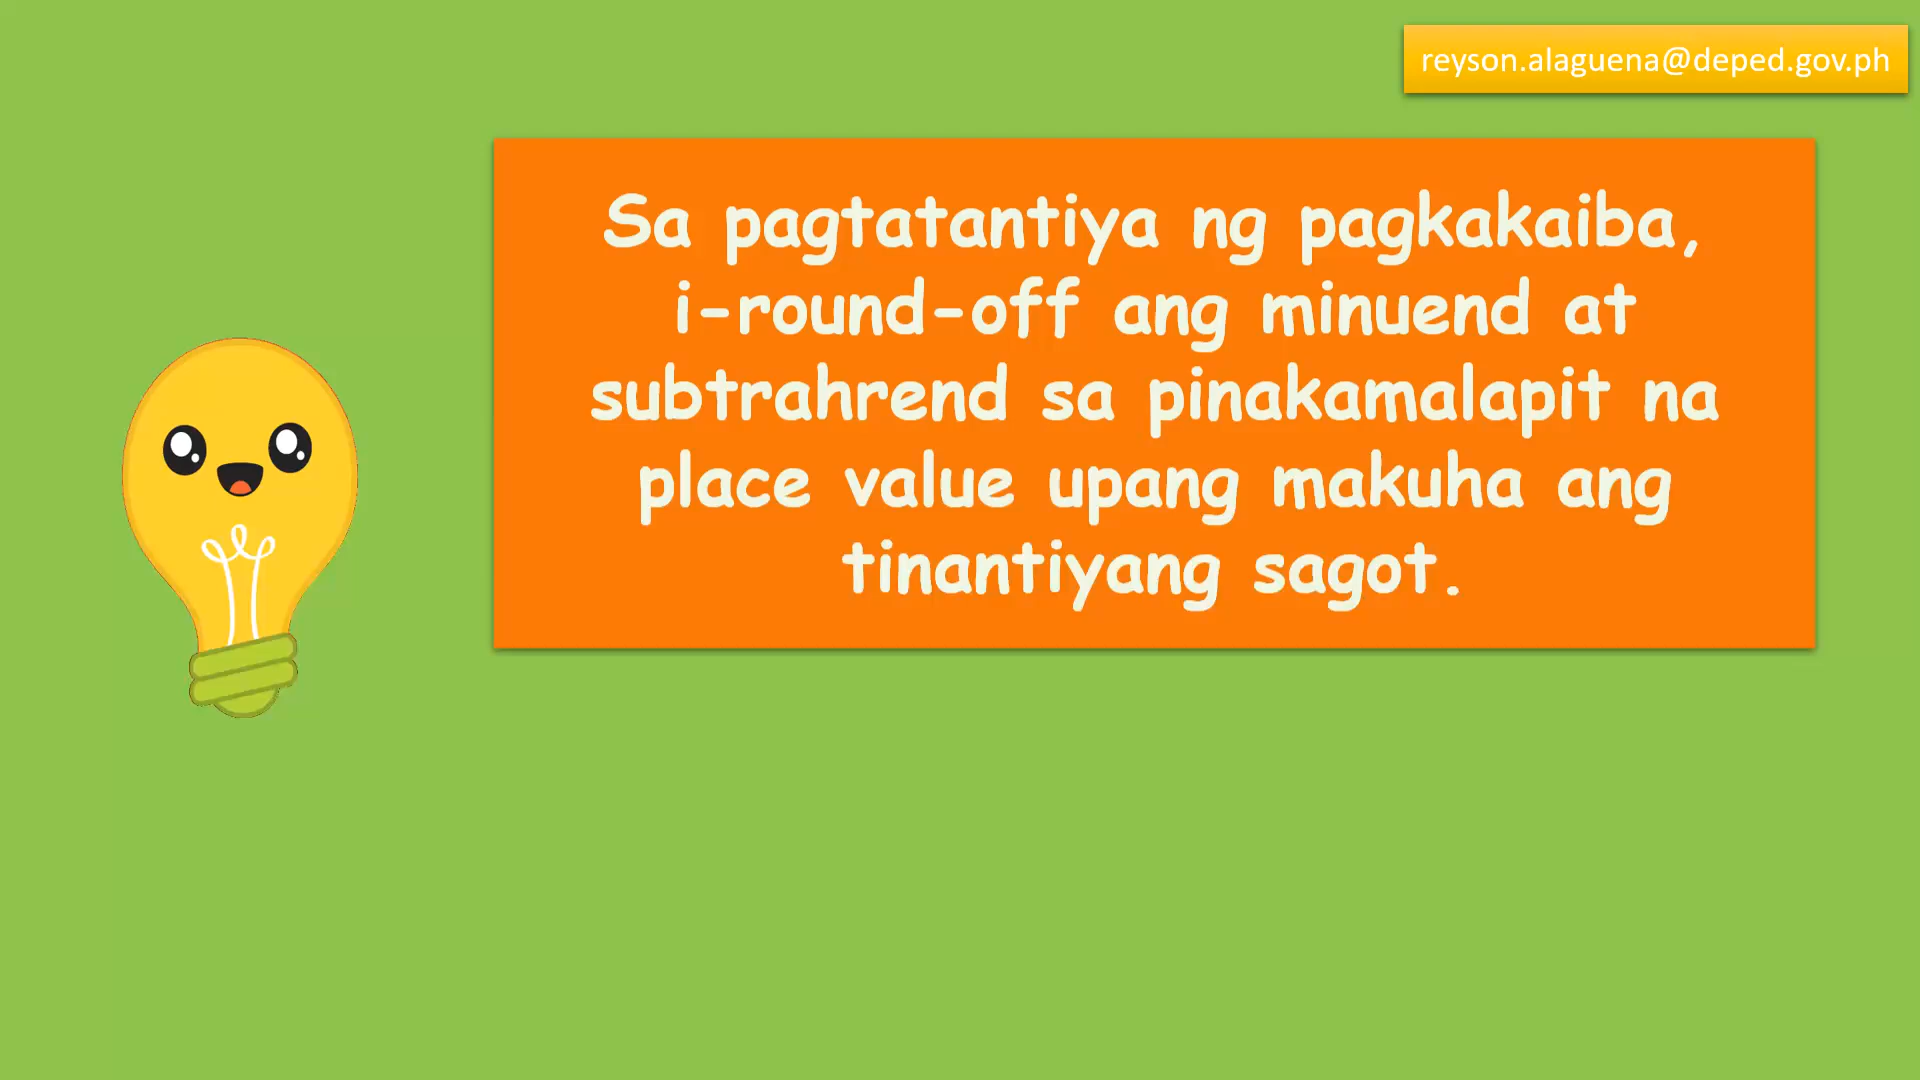 reyson.alaguena@deped.gov.ph
Sa pagtatantiya ng pagkakaiba,
i-round-off ang minuend at
subtrahrend sa pinakamalapit na
place value upang makuha ang
tinantiyang sagot.